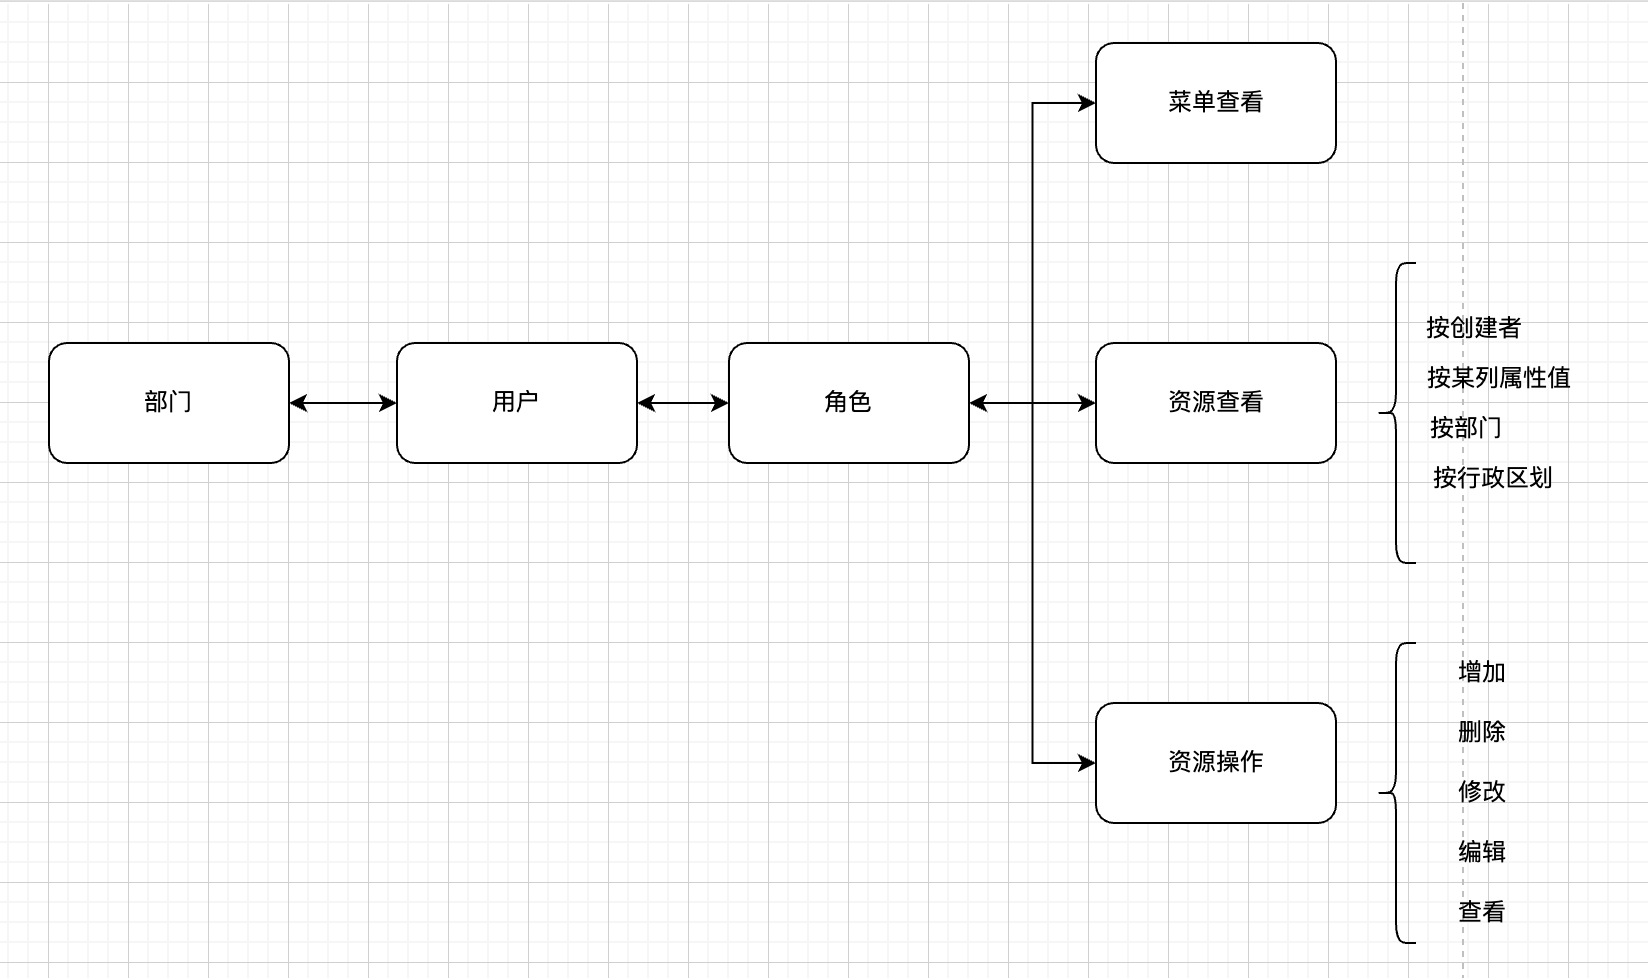 菜单查看
部门
用户
角色
资源查看
按创建者
按某列属性值
按部门
按行政区划
资源操作
增加
删除
修改
编辑
查看